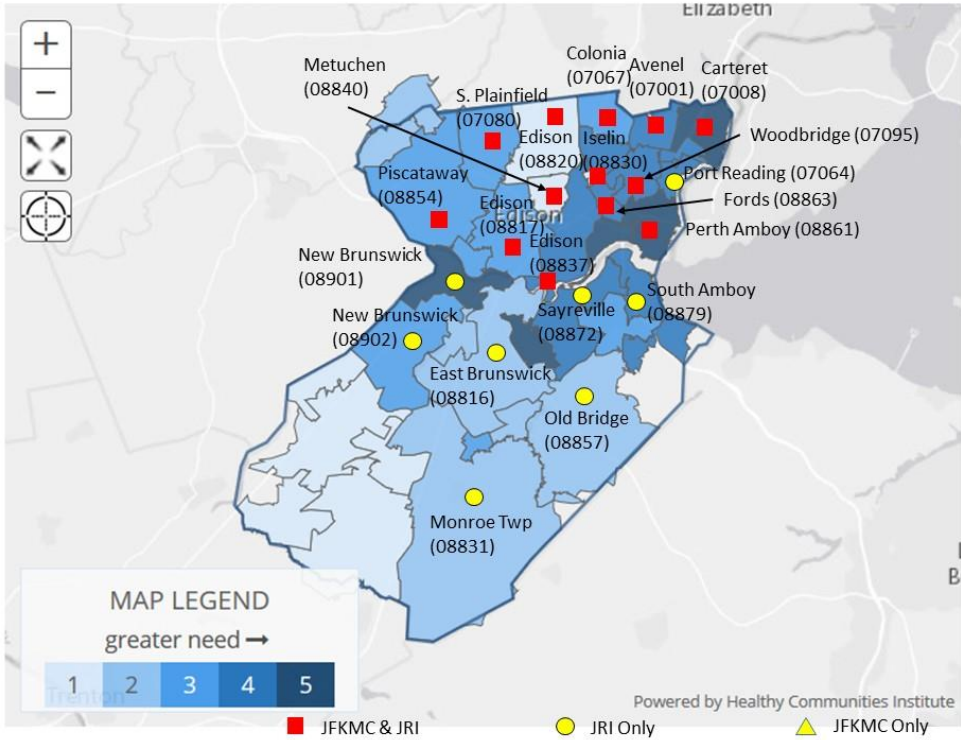 Elizabeth
+
−
Metuchen
(08840)
Colonia
(07067)
Avenel
(07001)
Carteret
(07008)
S. Plainfield
(07080)
Edison
(08820)
Iselin
(08830)
Woodbridge (07095)
Port Reading (07064)
Piscataway
(08854)
Edison
(08817)
Edison
Fords (08863)
Perth Amboy (08861)
Edison
(08837)
New Brunswick
(08901)
South Amboy
(08879)
Sayreville
(08872)
New Brunswick
(08902)
East Brunswick
(08816)
Old Bridge
(08857)
Monroe Twp
(08831)
B
MAP LEGEND
greater need →
1 2 3 4 5
Trenton
Powered by Healthy Communities Institute
JFKMC & JRI
JRI Only
JFKMC Only